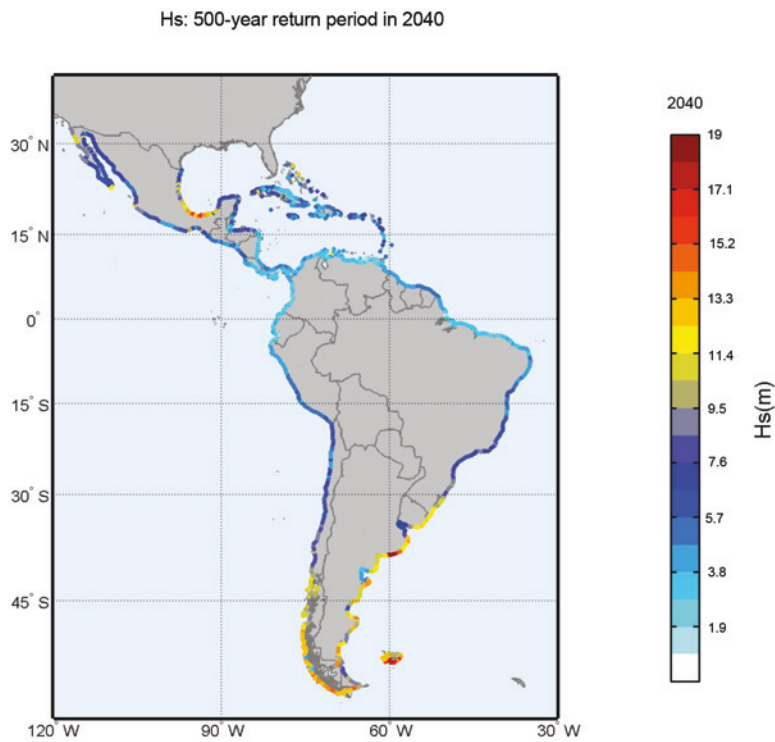 Hs: 500-year return period in 2040
2040
30° N
15° N
0°
15° S
30° S
45° S
120° W
90° W
60° W
30° W
19
17.1
15.2
13.3
11.4
9.5
7.6
5.7
3.8
1.9
Hs(m)